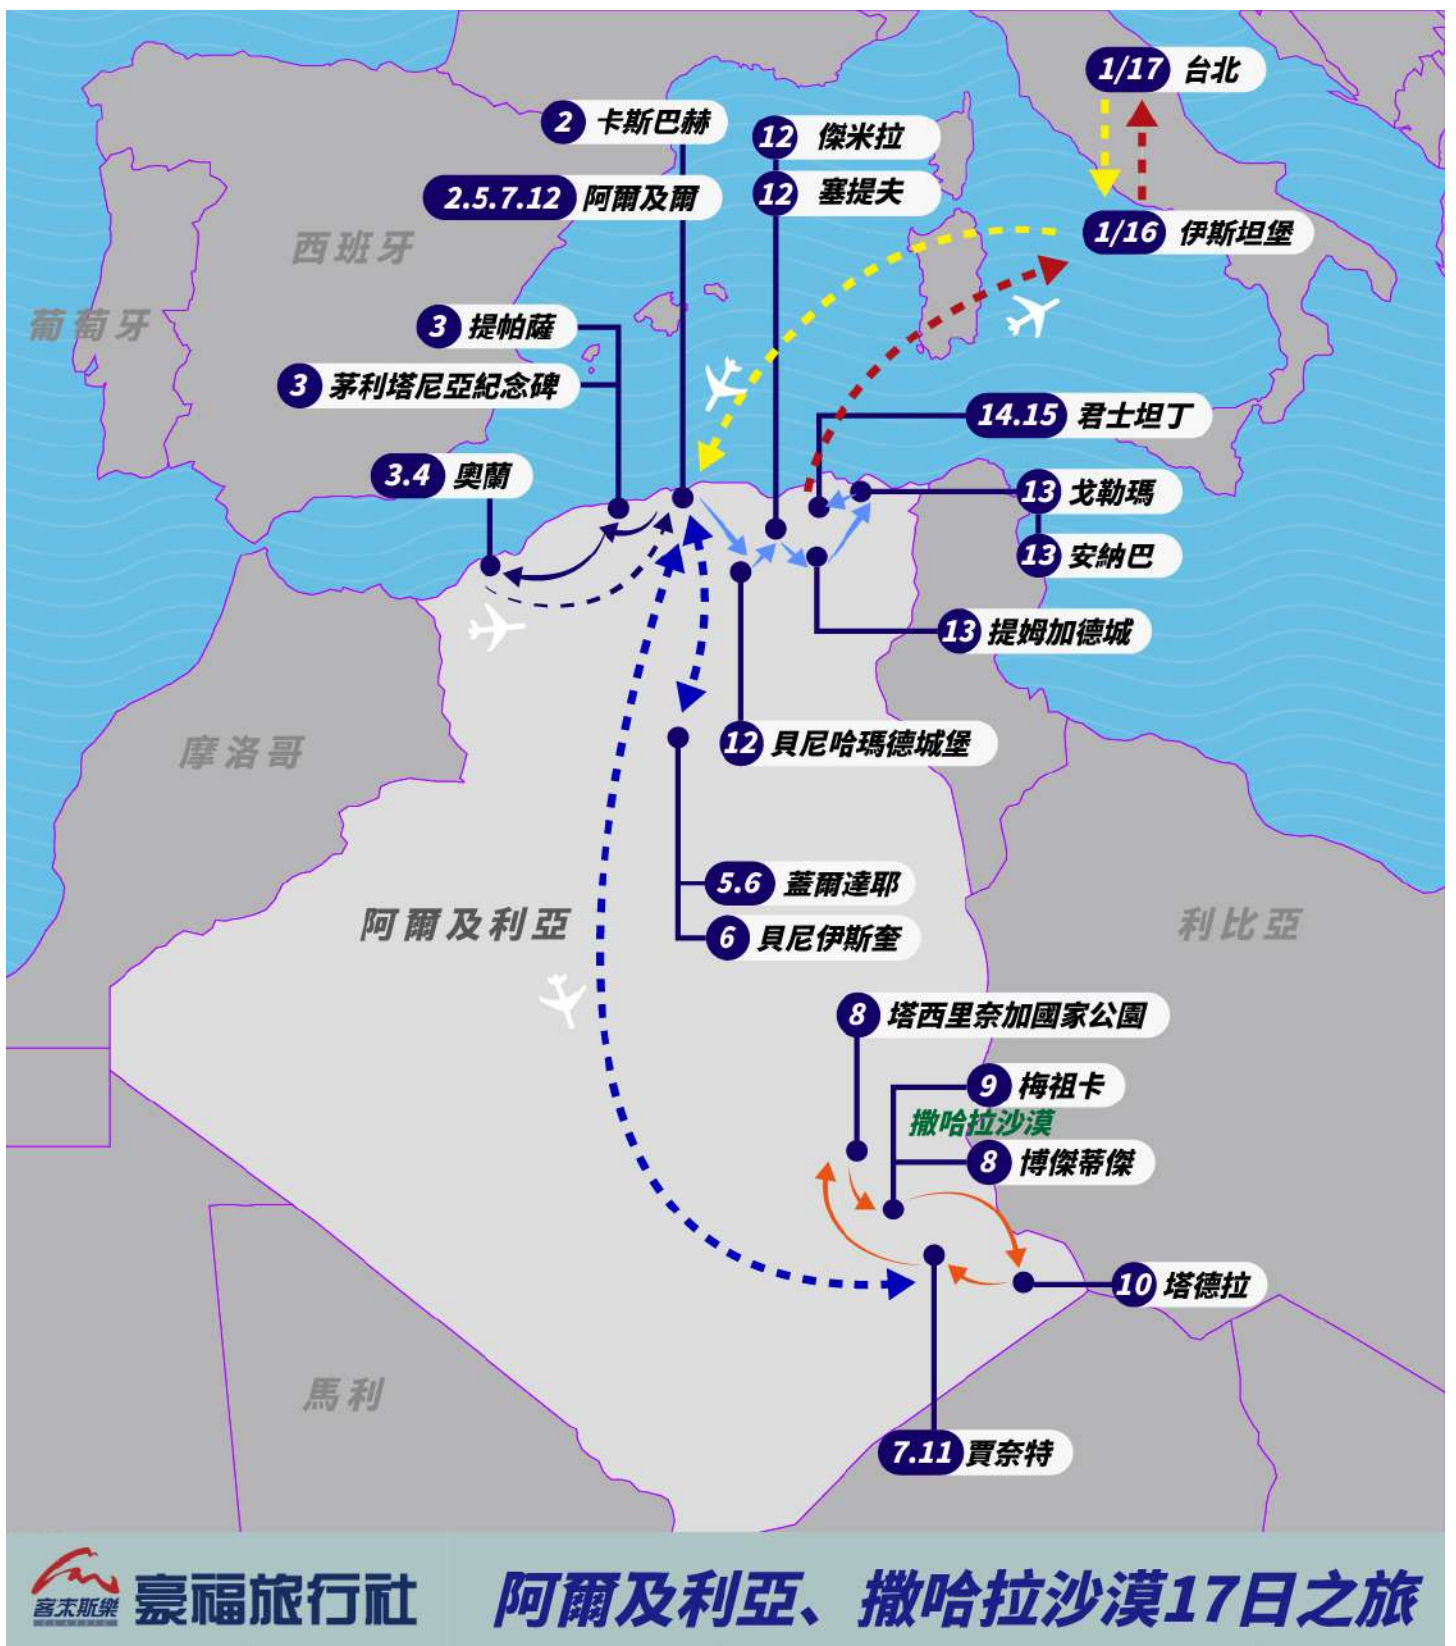 1/17 台北
2 卡斯巴赫
12 傑米拉
2.5.7.12 阿爾及爾
12 塞提夫
1/16 伊斯坦堡
西班牙
葡萄牙
3 提帕薩
3 茅利塔尼亞紀念碑
14.15 君士坦丁
3.4 奧蘭
13 戈勒瑪
13 安納巴
13 提姆加德城
摩洛哥
12 貝尼哈瑪德城堡
5.6 蓋爾達耶
阿爾及利亞
6 貝尼伊斯奎
利比亞
8 塔西里奈加國家公園
9 梅祖卡
撒哈拉沙漠
8 博傑蒂傑
10 塔德拉
馬利
7.11 賈奈特
客來斯樂
豪福旅行社
阿爾及利亞、撒哈拉沙漠17日之旅